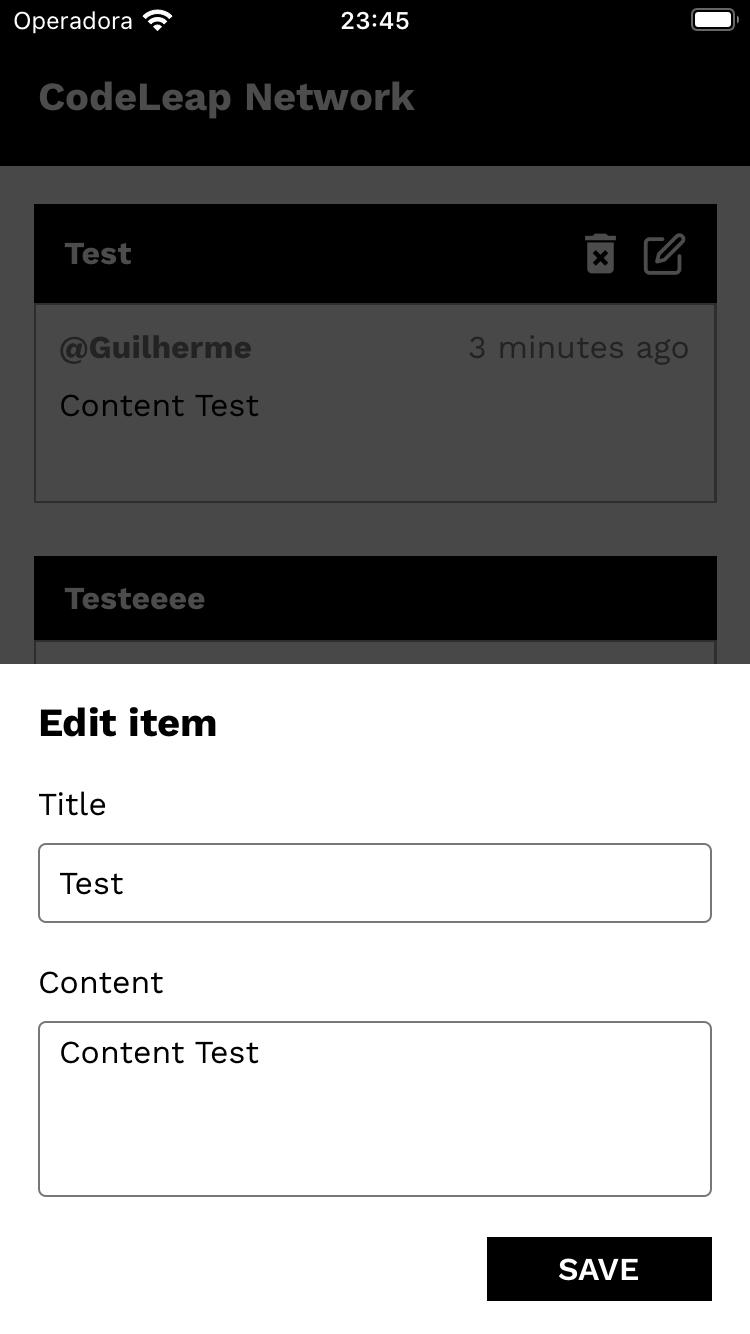 Operadora 23:45
CodeLeap Network
Test
@Guilherme 3 minutes ago
Content Test
Testeeee
Edit item
Title
Test
Content
Content Test
SAVE